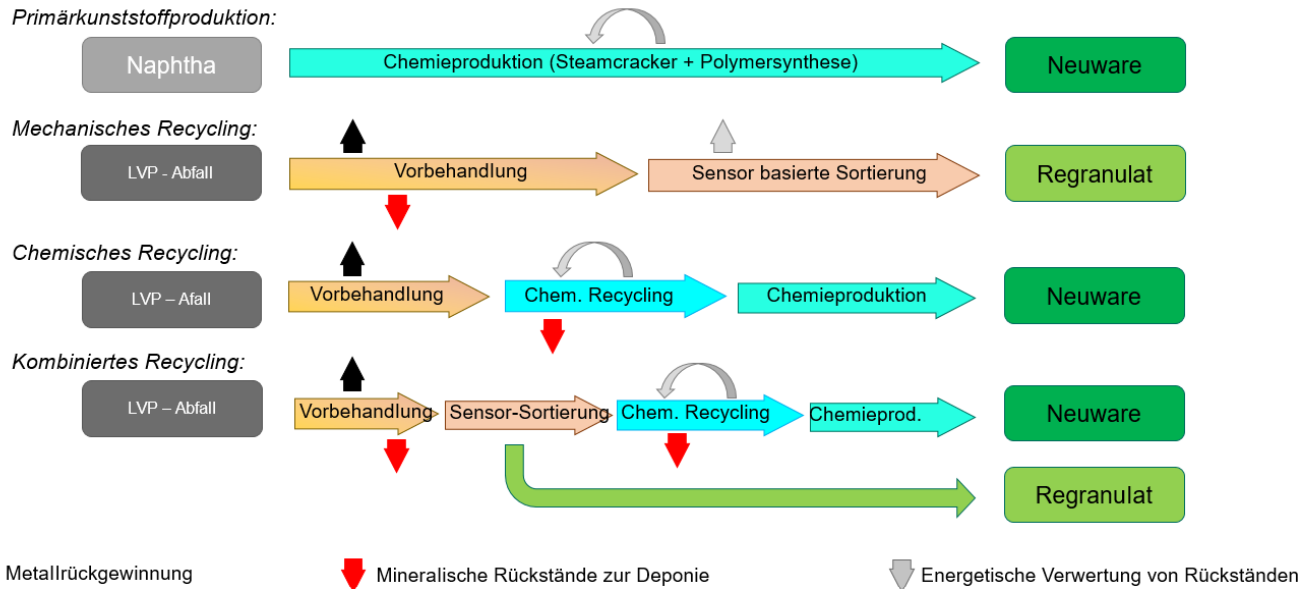 Primärkunststoffproduktion:
Naphtha
Chemieproduktion (Steamcracker + Polymersynthese)
Neuware
Mechanisches Recycling:
LVP - Abfall
Vorbehandlung
Sensor basierte Sortierung
Regranulat
Chemisches Recycling:
LVP – Afall
Vorbehandlung
Chem. Recycling
Chemieproduktion
Neuware
Kombiniertes Recycling:
LVP – Abfall
Vorbehandlung
Sensor-Sortierung
Chem. Recycling
Chemieprod.
Neuware
Regranulat
Metallrückgewinnung
Mineralische Rückstände zur Deponie
Energetische Verwertung von Rückständen